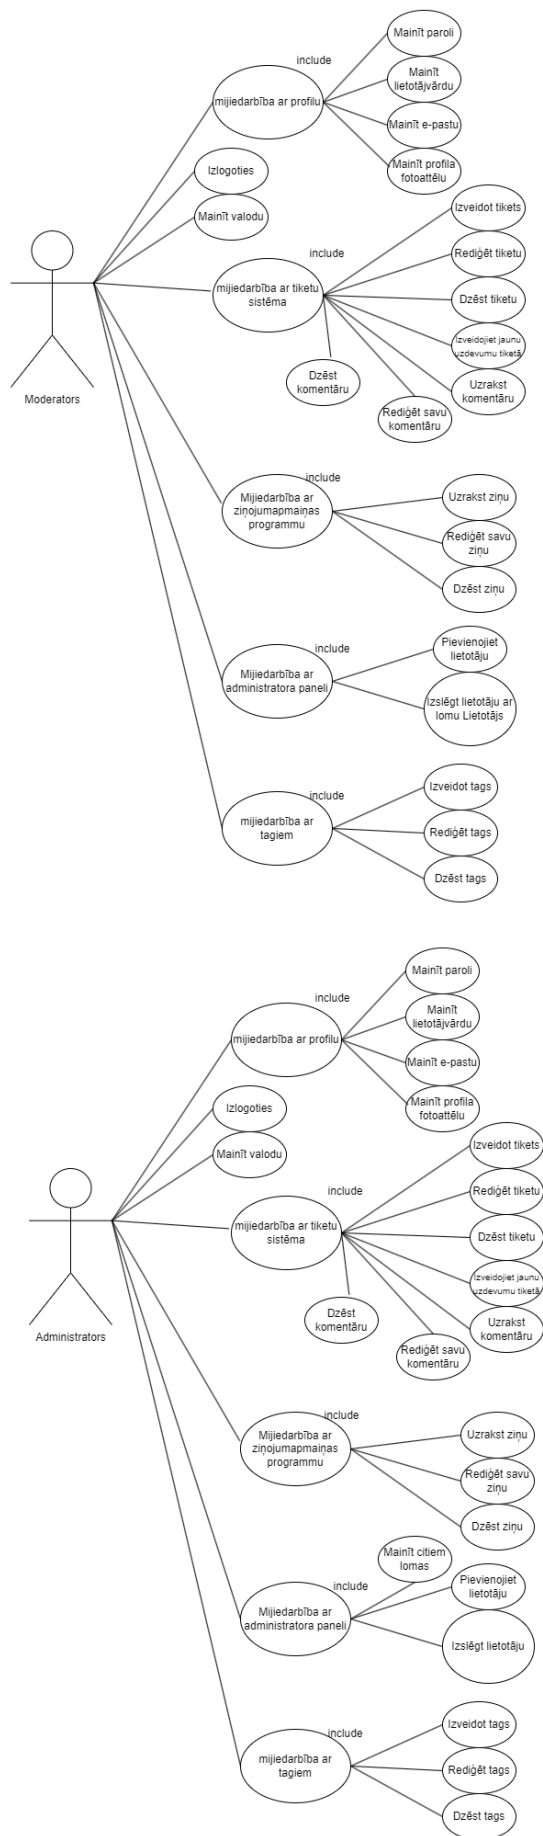 Mainīt paroli
include
Mainīt
lietotājvārdu
mijiedarbība ar profilu
Mainīt e-pastu
Izlogoties
Mainīt profila
fotoattēlu
Mainīt valodu
Izveidot tikets
include
Rediģēt tiketu
mijiedarbība ar tiketu
sistēma
Dzēst tiketu
Izveidojiet jaunu
uzdevumu tiketā
Dzēst
komentāru
Uzrakst
komentāru
Moderators
Rediģēt savu
komentāru
include
Mijiedarbība ar
ziņojumapmaiņas
programmu
Uzrakst ziņu
Rediģēt savu
ziņu
Dzēst ziņu
include
Pievienojiet
lietotāju
Mijiedarbība ar
administratora paneli
Izslēgt lietotāju ar
lomu Lietotājs
include
Izveidot tags
mijiedarbība ar
tagiem
Rediģēt tags
Dzēst tags
Mainīt paroli
include
Mainīt
lietotājvārdu
mijiedarbība ar profilu
Mainīt e-pastu
Izlogoties
Mainīt profila
fotoattēlu
Mainīt valodu
Izveidot tikets
include
Rediģēt tiketu
mijiedarbība ar tiketu
sistēma
Dzēst tiketu
Izveidojiet jaunu
uzdevumu tiketā
Dzēst
komentāru
Uzrakst
komentāru
Administrators
Rediģēt savu
komentāru
include
Mijiedarbība ar
ziņojumapmaiņas
programmu
Uzrakst ziņu
Rediģēt savu
ziņu
Dzēst ziņu
Mainīt citiem
lomas
include
Pievienojiet
lietotāju
Mijiedarbība ar
administratora paneli
Izslēgt lietotāju
include
Izveidot tags
mijiedarbība ar
tagiem
Rediģēt tags
Dzēst tags